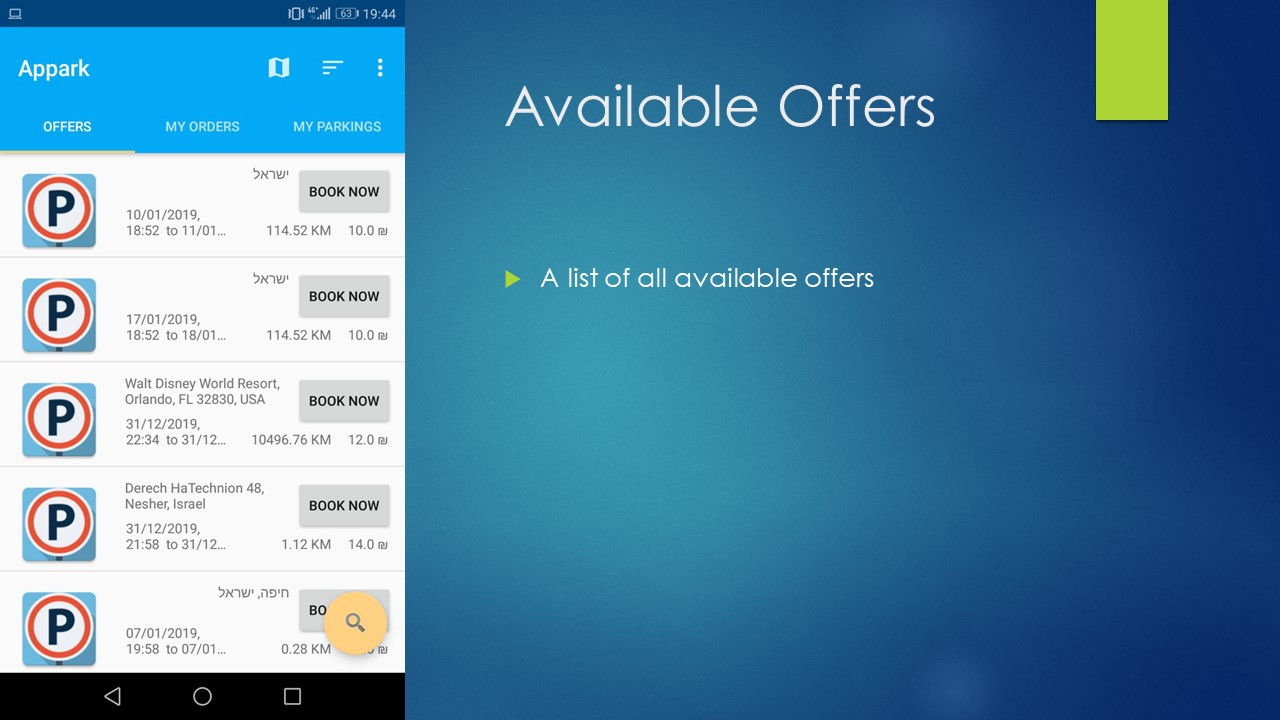 4G 63 19:44
Appark
OFFERS MY ORDERS MY PARKINGS
ישראל
BOOK NOW
10/01/2019,
18:52 to 11/01… 114.52 KM 10.0 ₪
ישראל
BOOK NOW
17/01/2019,
18:52 to 18/01… 114.52 KM 10.0 ₪
Walt Disney World Resort,
Orlando, FL 32830, USA
BOOK NOW
31/12/2019,
22:34 to 31/12… 10496.76 KM 12.0 ₪
Derech HaTechnion 48,
Nesher, Israel
BOOK NOW
31/12/2019,
21:58 to 31/12… 1.12 KM 14.0 ₪
חיפה, ישראל
07/01/2019,
19:58 to 07/01… 0.28 KM ₪
P
P
P
P
P
Available Offers
A list of all available offers